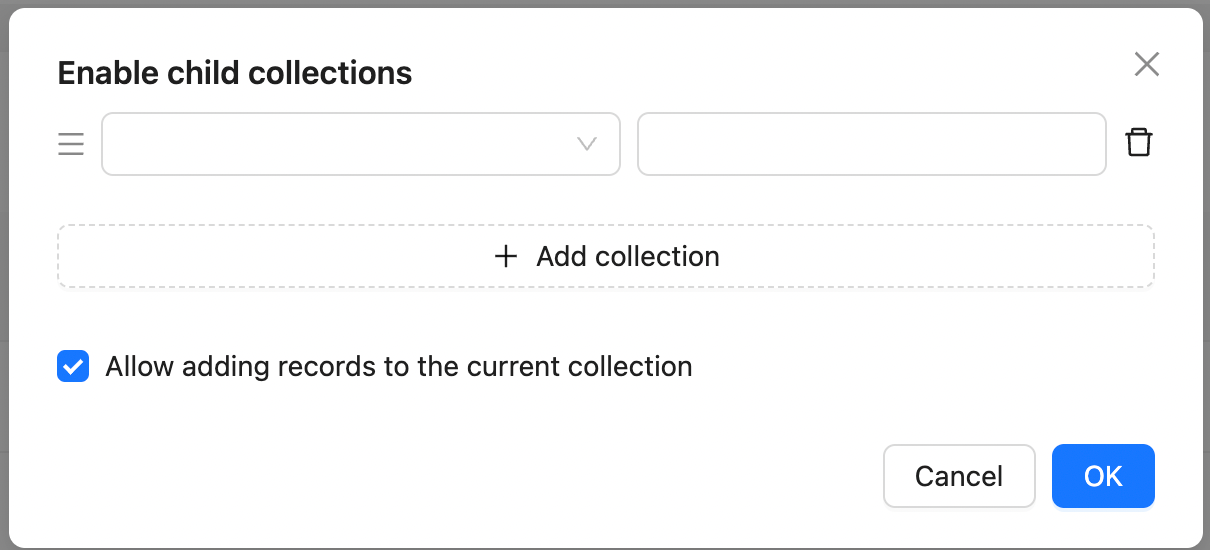 Enable child collections
Add collection
Allow adding records to the current collection
Cancel
OK